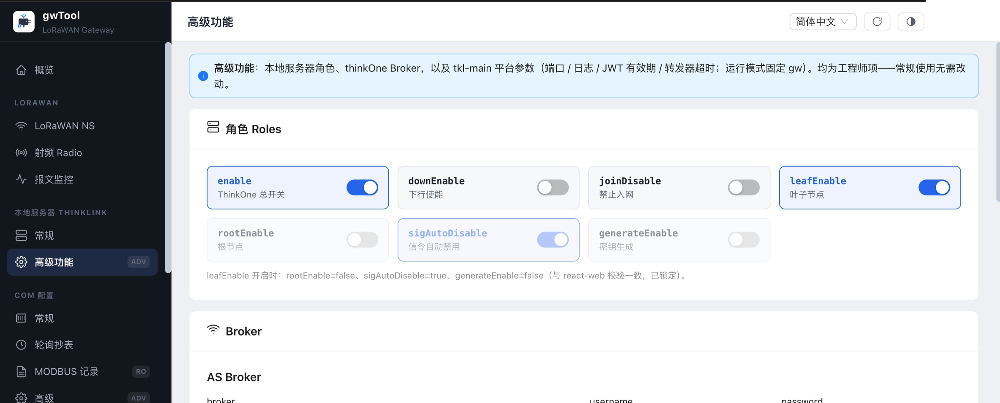 gwTool
LoRaWAN Gateway
概览
LORAWAN
LoRaWAN NS
射频 Radio
报文监控
本地服务器 THINKLINK
常规
高级功能 ADV
COM 配置
常规
轮询抄表
MODBUS 记录 RO
高级 ADV
高级功能
简体中文
高级功能：本地服务器角色、thinkOne Broker，以及 tkl-main 平台参数（端口 / 日志 / JWT 有效期 / 转发器超时；运行模式固定 gw）。均为工程师项——常规使用无需改
动。
角色 Roles
enable
ThinkOne 总开关
downEnable
下行使能
joinDisable
禁止入网
leafEnable
叶子节点
rootEnable
根节点
sigAutoDisable
信令自动禁用
generateEnable
密钥生成
leafEnable 开启时：rootEnable=false、sigAutoDisable=true、generateEnable=false（与 react-web 校验一致，已锁定）。
Broker
AS Broker
broker username password